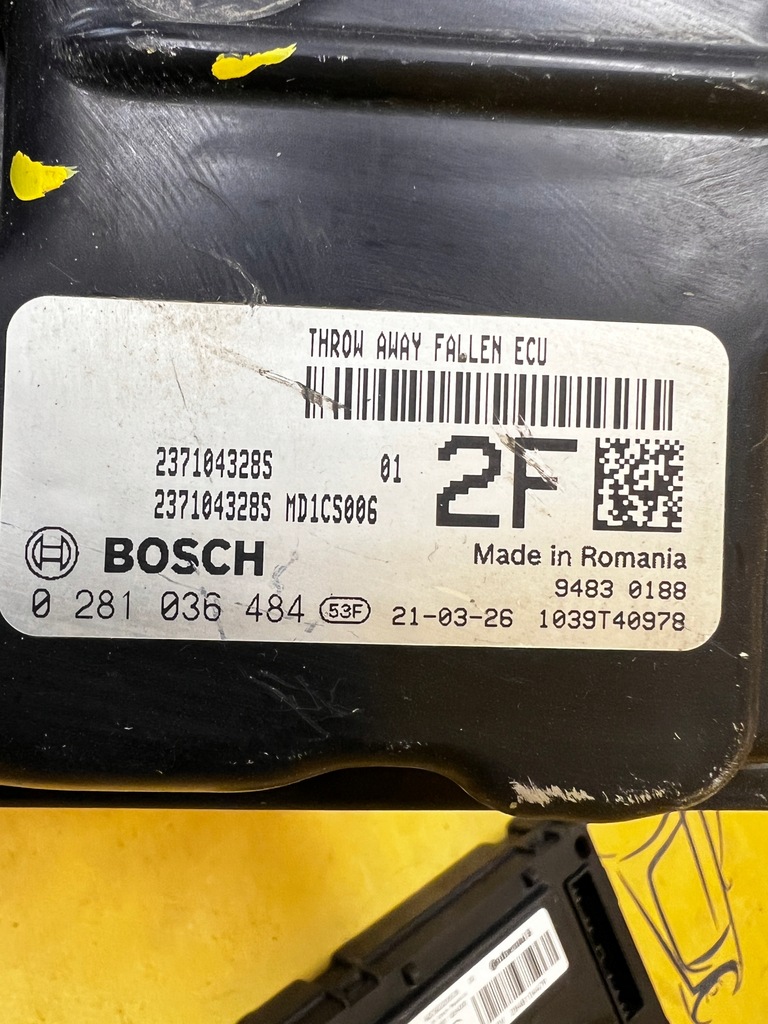 THROW AWAY FALLEN ECU
237104328S 01
237104328S MD1CS006
2F
BOSCH
Made in Romania
9483 0188
0 281 036 484 53F 21-03-26 1039T40978
Continental